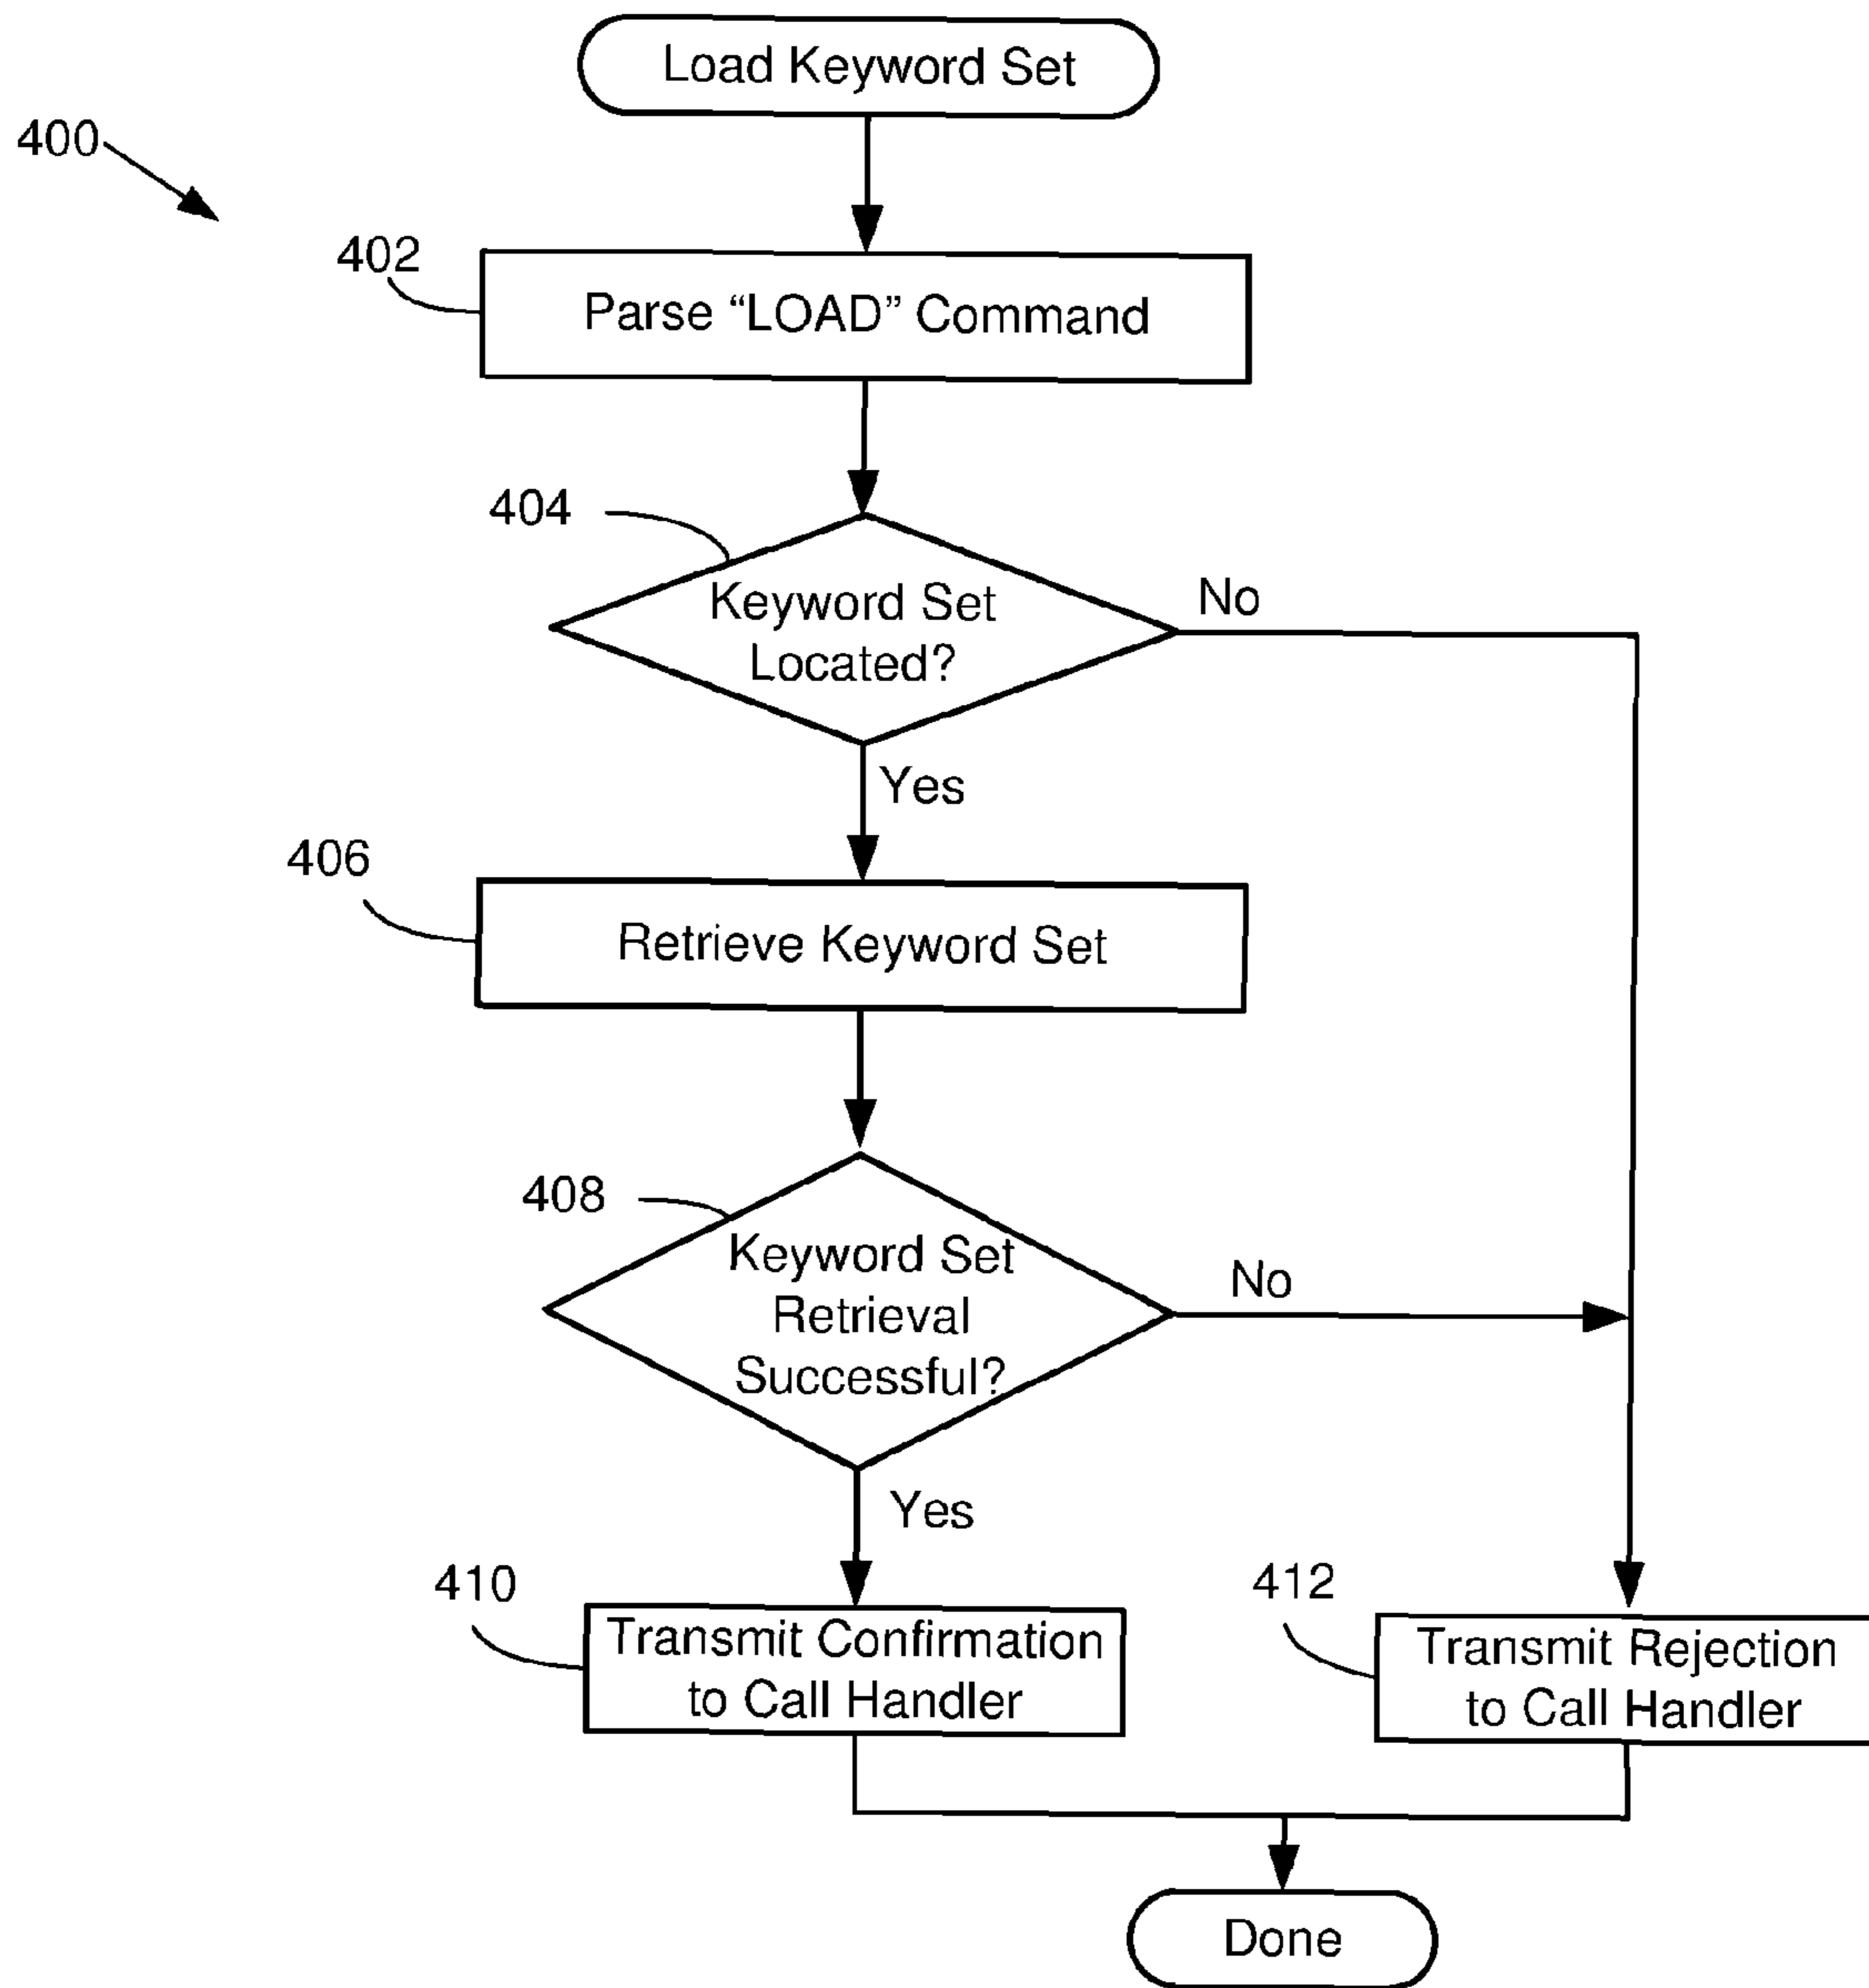 Load Keyword Set
400
402
Parse “LOAD” Command
404
Keyword Set
Located?
No
Yes
406
Retrieve Keyword Set
408
Keyword Set
Retrieval
Successful?
No
Yes
410
Transmit Confirmation
to Call Handler
412
Transmit Rejection
to Call Handler
Done